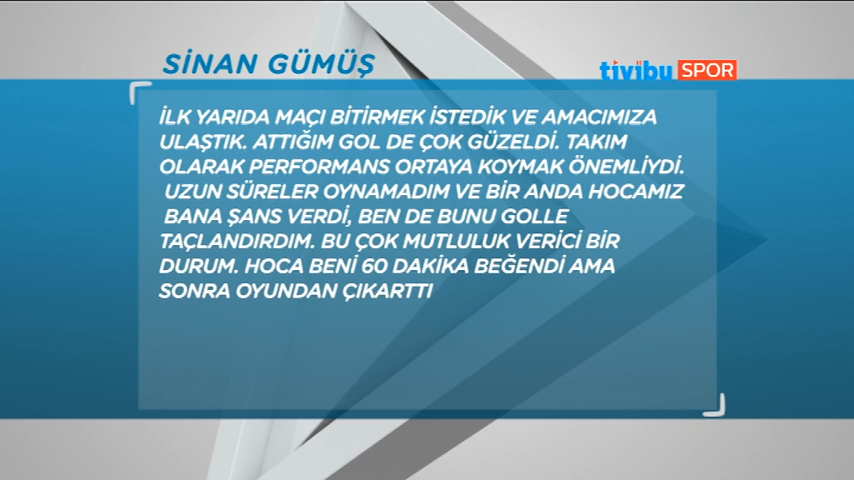 SİNAN GÜMÜŞ
tivibu SPOR
İLK YARIDA MAÇI BİTİRMEK İSTEDİK VE AMACIMIZA
ULAŞTIK. ATTIĞIM GOL DE ÇOK GÜZELDİ. TAKIM
OLARAK PERFORMANS ORTAYA KOYMAK ÖNEMLİYDİ.
UZUN SÜRELER OYNAMADIM VE BİR ANDA HOCAMIZ
BANA ŞANS VERDİ, BEN DE BUNU GOLLE
TAÇLANDIRDIM. BU ÇOK MUTLULUK VERİCİ BİR
DURUM. HOCA BENİ 60 DAKİKA BEĞENDİ AMA
SONRA OYUNDAN ÇIKARTTI